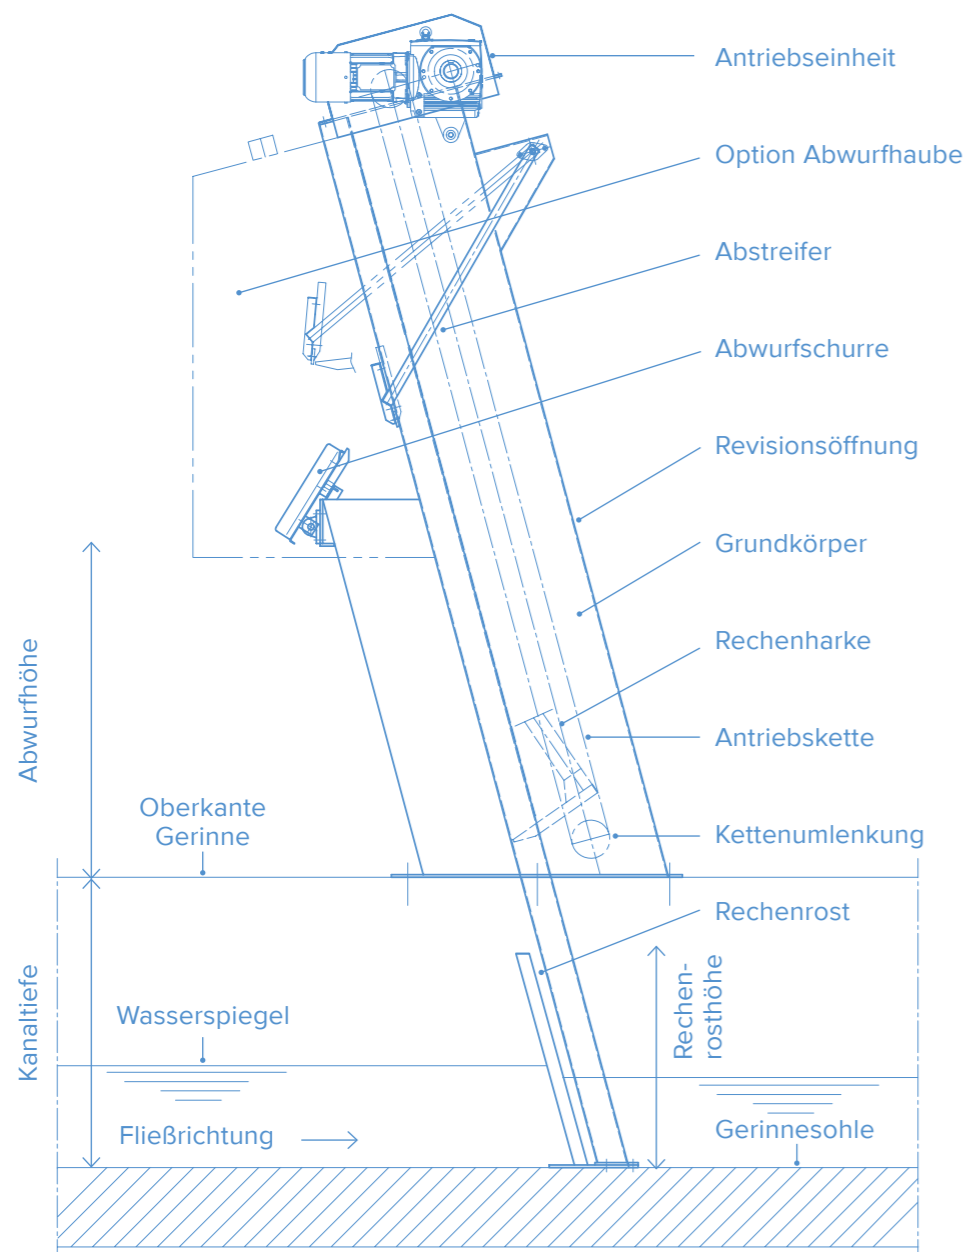 Antriebseinheit
Option Abwurfhaube
Abstreifer
Abwurfschurre
Revisionsöffnung
Grundkörper
Rechenharke
Antriebskette
Kettenumlenkung
Rechenrost
Abwurfhöhe
Oberkante
Gerinne
Kanaltiefe
Wasserspiegel
Fließrichtung
Rechen-
rosthöhe
Gerinnesohle